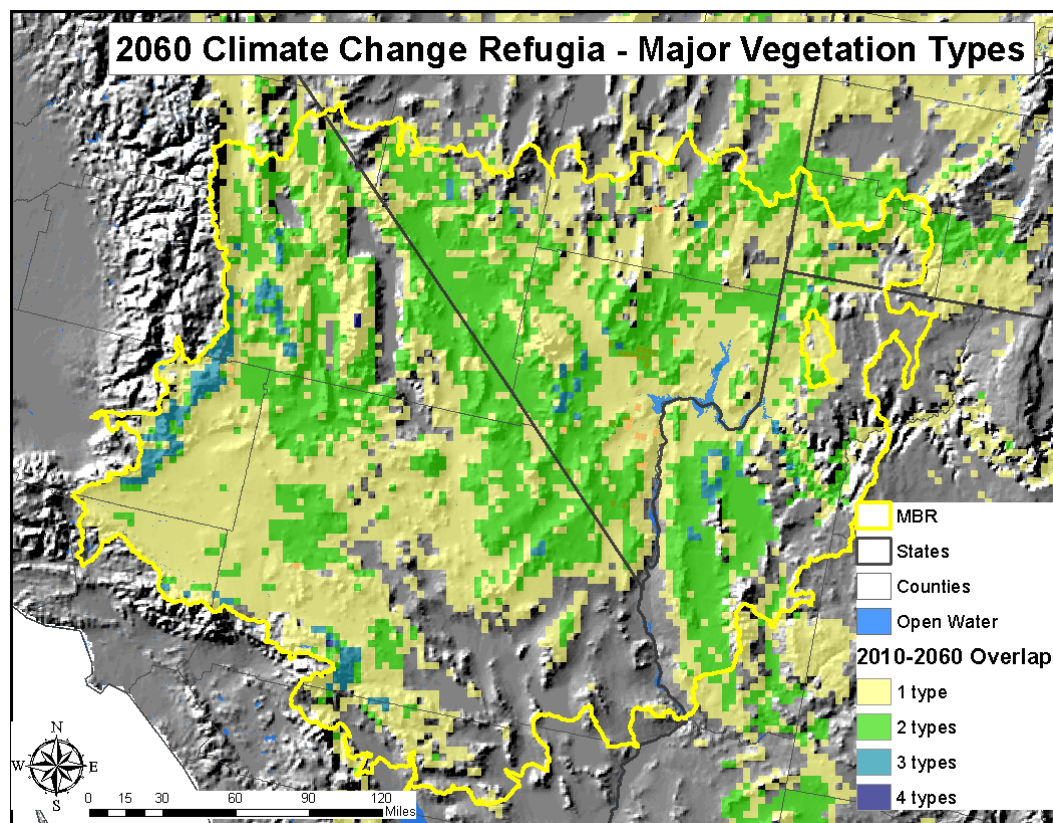 2060 Climate Change Refugia - Major Vegetation Types
MBR
States
Counties
Open Water
2010-2060 Overlap
1 type
2 types
3 types
4 types
N
W
E
S
0 15 30 60 90 120
Miles